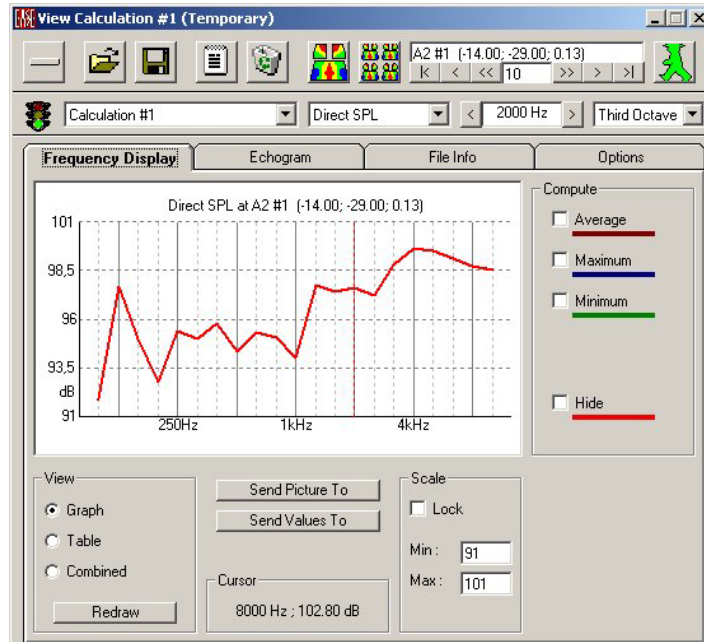 EASE View Calculation #1 (Temporary)
A2 #1 (-14.00; -29.00; 0.13)
|< < << 10 >> > >|
Calculation #1 Direct SPL < 2000 Hz > Third Octave
Frequency Display Echogram File Info Options
Direct SPL at A2 #1 (-14.00; -29.00; 0.13)
101
98,5
96
93,5
dB
91
250Hz 1kHz 4kHz
Compute
Average
Maximum
Minimum
Hide
View
Graph
Table
Combined
Redraw
Send Picture To
Send Values To
Cursor
8000 Hz ; 102.80 dB
Scale
Lock
Min : 91
Max : 101